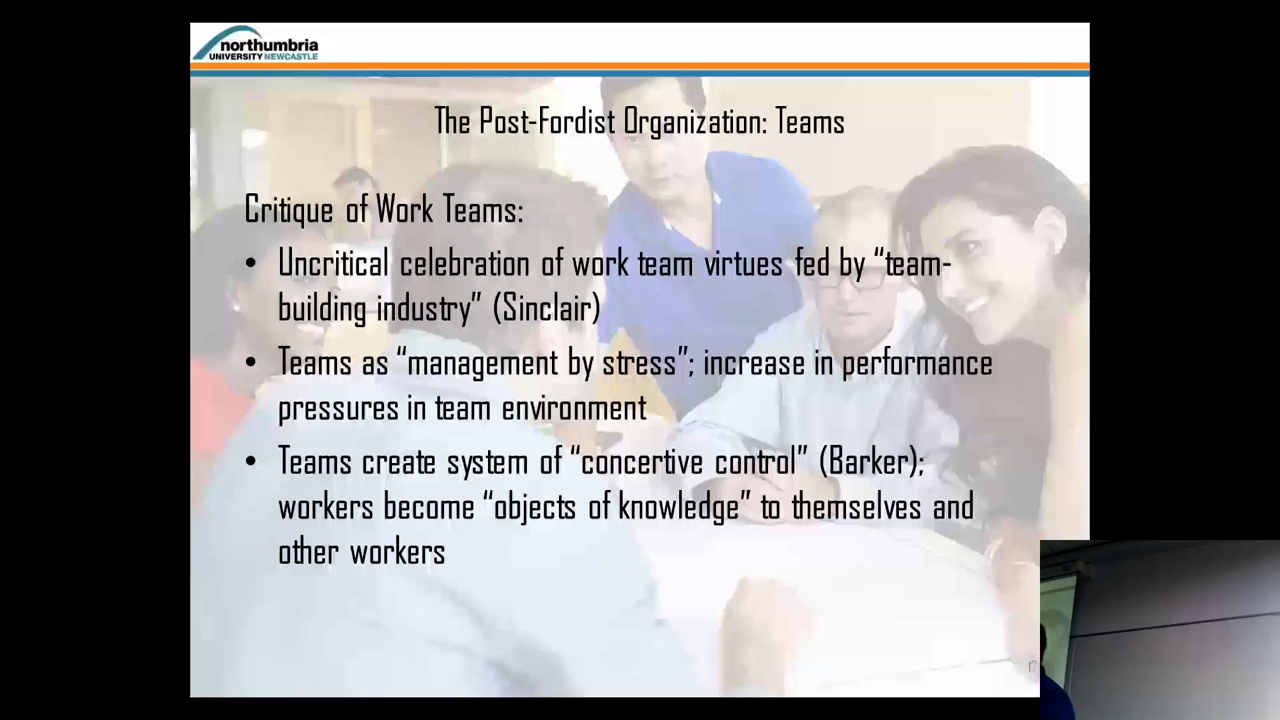 northumbria
UNIVERSITY NEWCASTLE
The Post-Fordist Organization: Teams
Critique of Work Teams:
• Uncritical celebration of work team virtues fed by “team-
building industry” (Sinclair)
• Teams as “management by stress”; increase in performance
pressures in team environment
• Teams create system of “concertive control” (Barker);
workers become “objects of knowledge” to themselves and
other workers